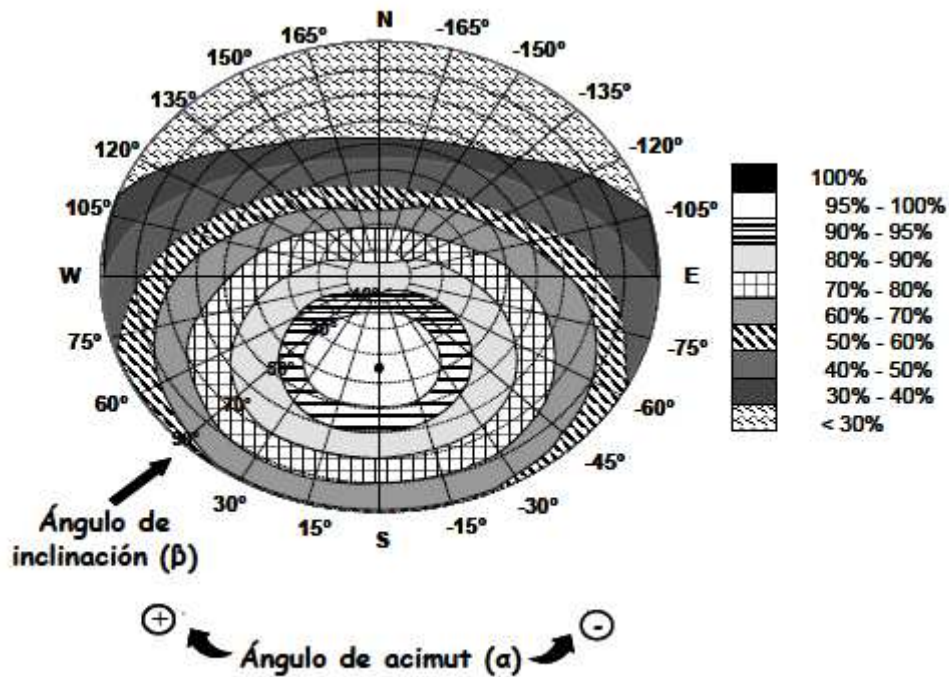 N
165º
-165º
150º
-150º
135º
-135º
120º
-120º
105º
-105º
W
E
75º
-75º
60º
-60º
-45º
30º
-30º
15º
-15º
S
50º
90º
Ángulo de
inclinación (β)
100%
95% - 100%
90% - 95%
80% - 90%
70% - 80%
60% - 70%
50% - 60%
40% - 50%
30% - 40%
< 30%
+
-
Ángulo de acimut (α)